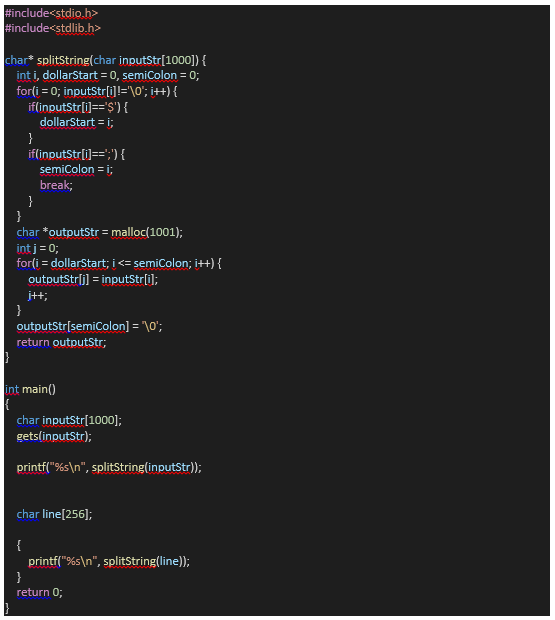 #include<stdio.h>
#include<stdlib.h>
char* splitString(char inputStr[1000]) {
int i, dollarStart = 0, semiColon = 0;
for(i = 0; inputStr[i]!='\0'; i++) {
if(inputStr[i]=='$') {
dollarStart = i;
}
if(inputStr[i]==';') {
semiColon = i;
break;
}
}
char *outputStr = malloc(1001);
int j = 0;
for(i = dollarStart; i <= semiColon; i++) {
outputStr[j] = inputStr[i];
j++;
}
outputStr[semiColon] = '\0';
return outputStr;
}
int main()
{
char inputStr[1000];
gets(inputStr);
printf("%s\n", splitString(inputStr));
char line[256];
{
printf("%s\n", splitString(line));
}
return 0;
}